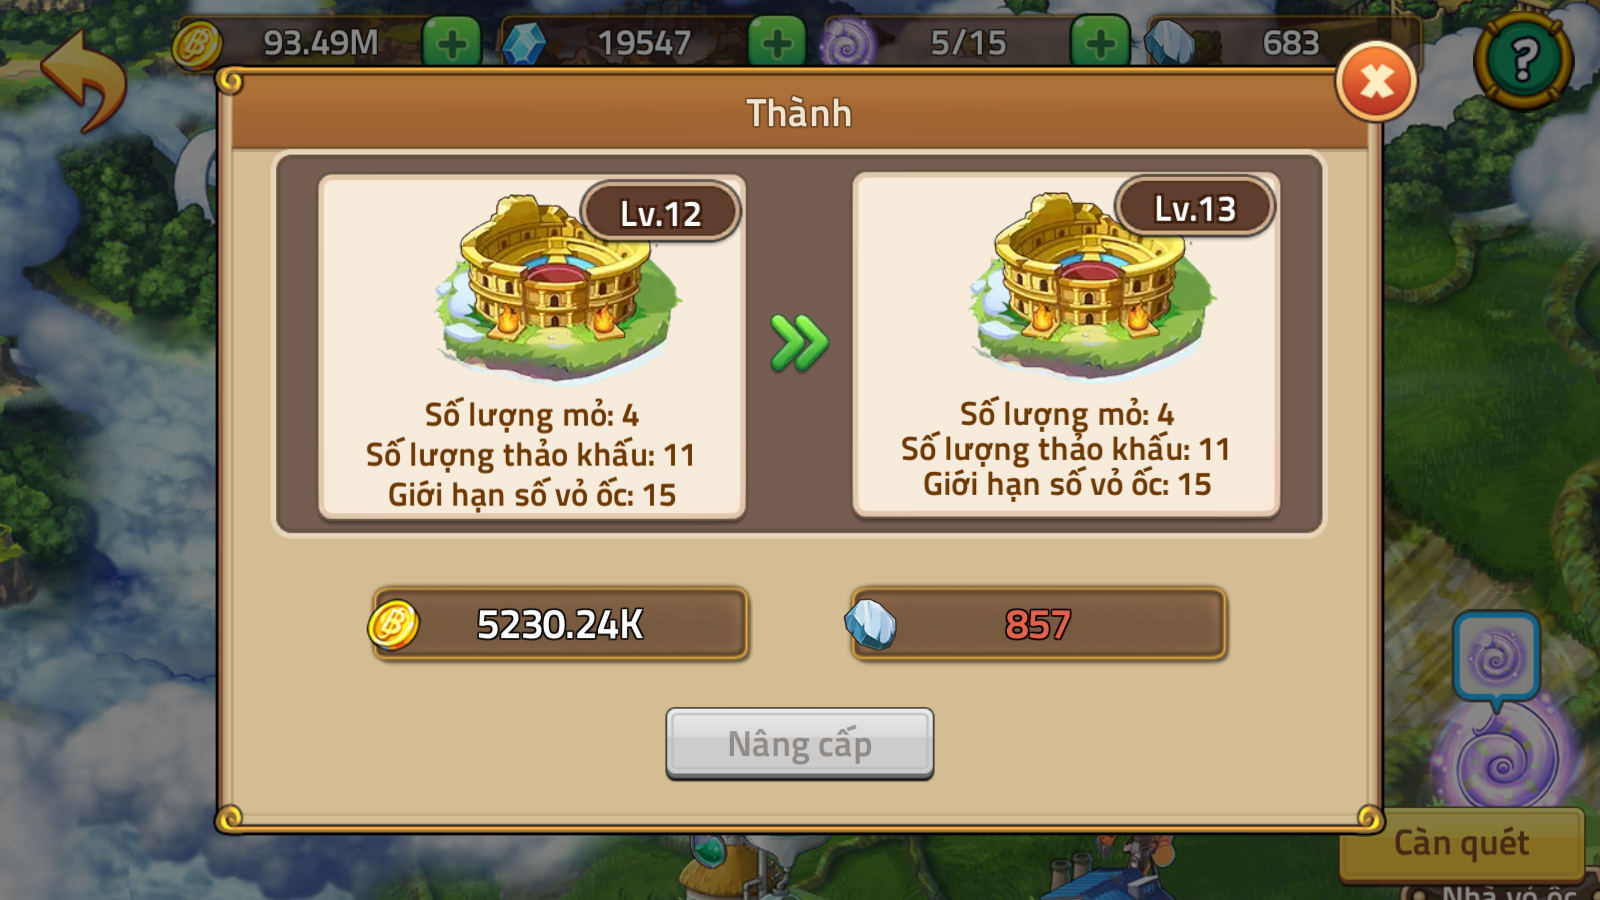 93.49M
19547
5/15
683
Thành
Lv.12
Lv.13
Số lượng mỏ: 4
Số lượng thảo khấu: 11
Giới hạn số vỏ ốc: 15
Số lượng mỏ: 4
Số lượng thảo khấu: 11
Giới hạn số vỏ ốc: 15
5230.24K
857
Nâng cấp
Càn quét
Nhà vỏ ốc